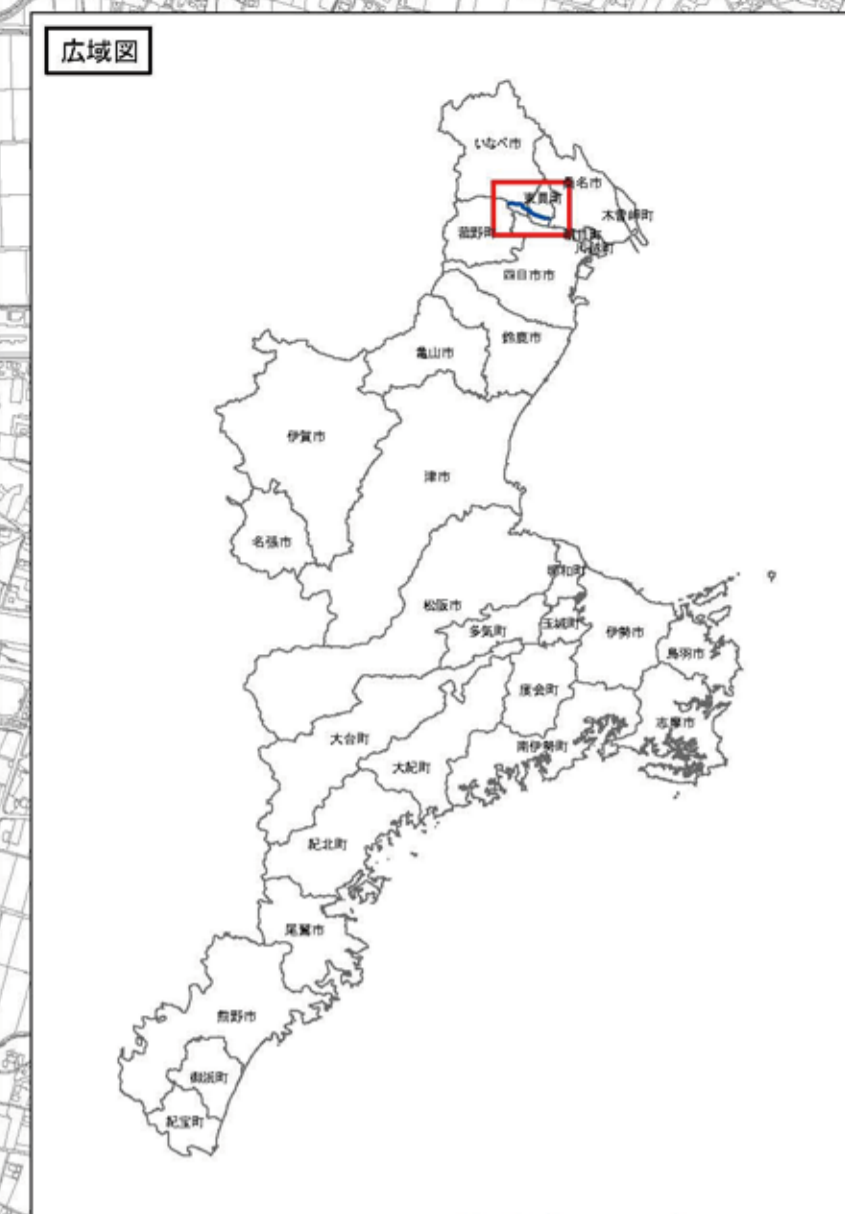 広域図
いなべ市
桑名市
東員町
木曽岬町
菰野町
朝日町
川越町
四日市市
鈴鹿市
亀山市
伊賀市
津市
名張市
明和町
松阪市
多気町
玉城町
伊勢市
鳥羽市
度会町
志摩市
大台町
南伊勢町
大紀町
紀北町
尾鷲市
熊野市
御浜町
紀宝町